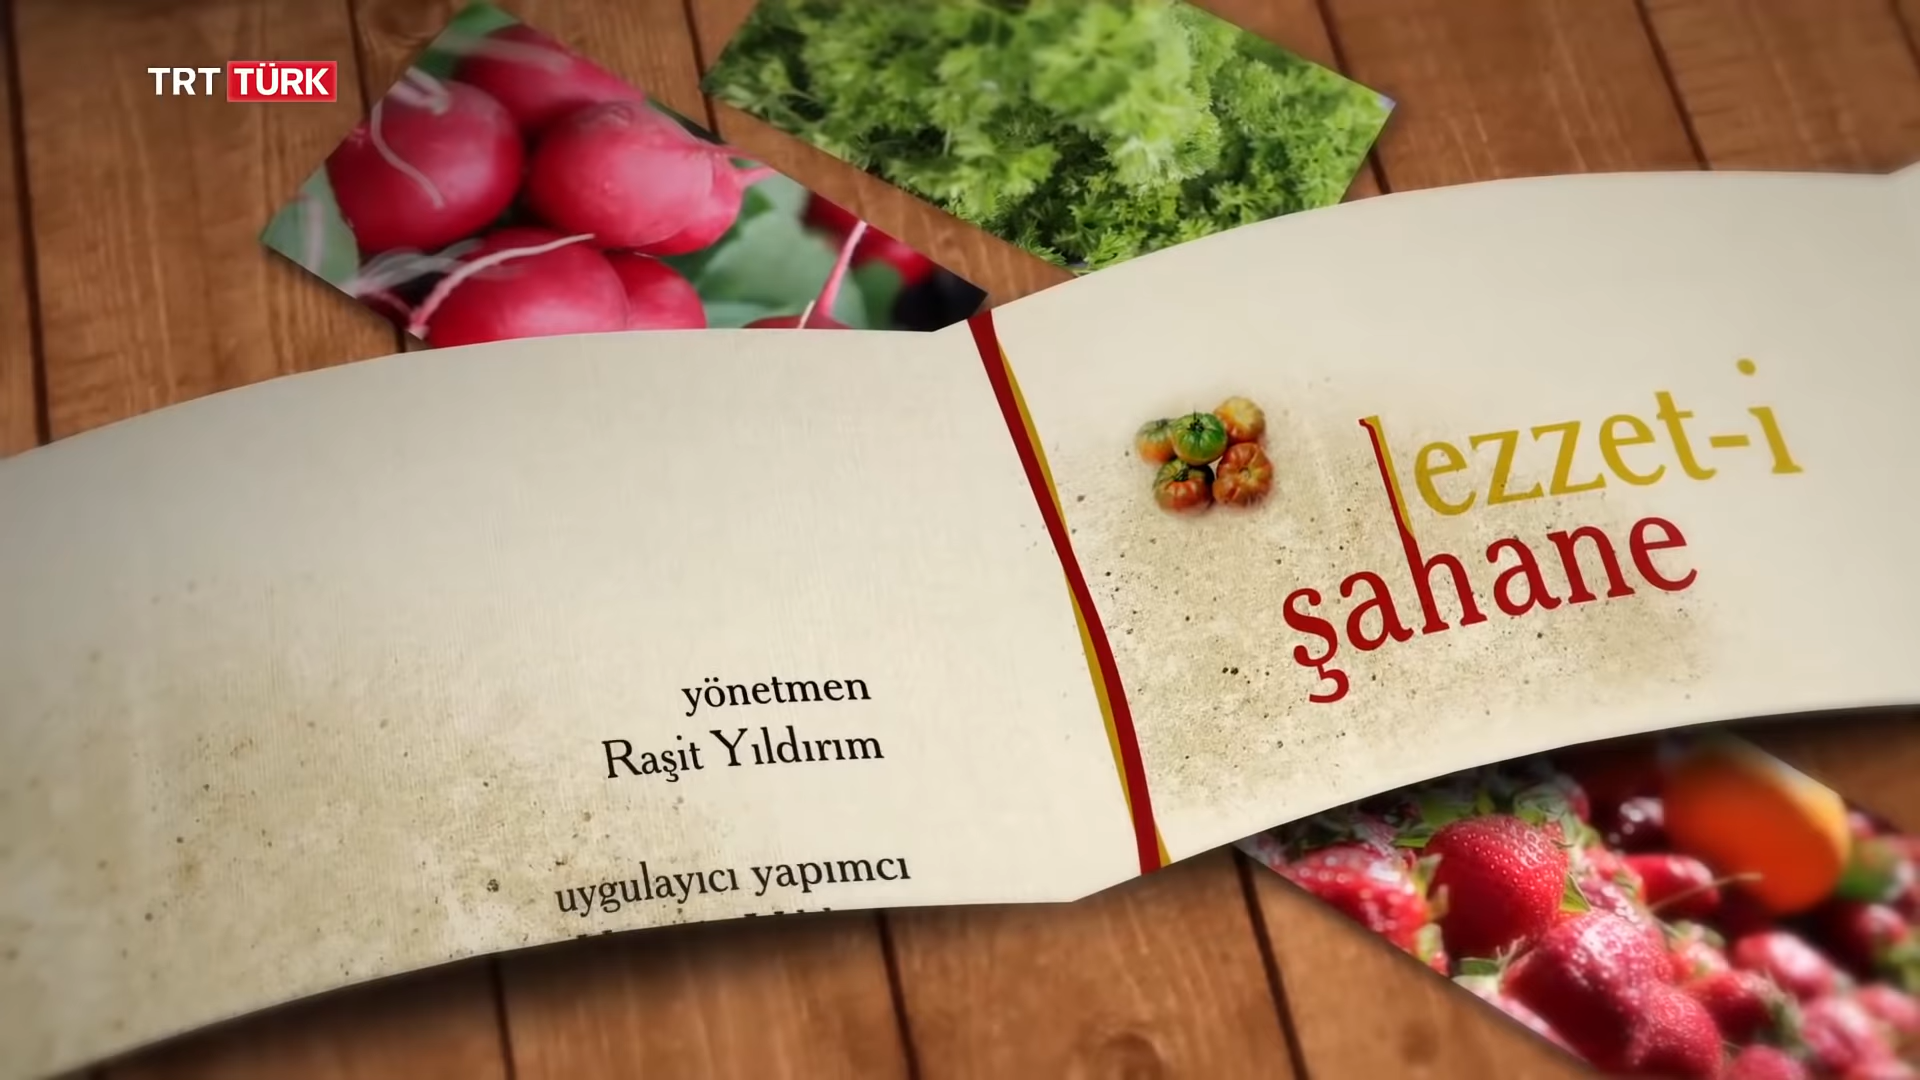 TRT TÜRK
lezzet-i
şahane
yönetmen
Raşit Yıldırım
uygulayıcı yapımcı